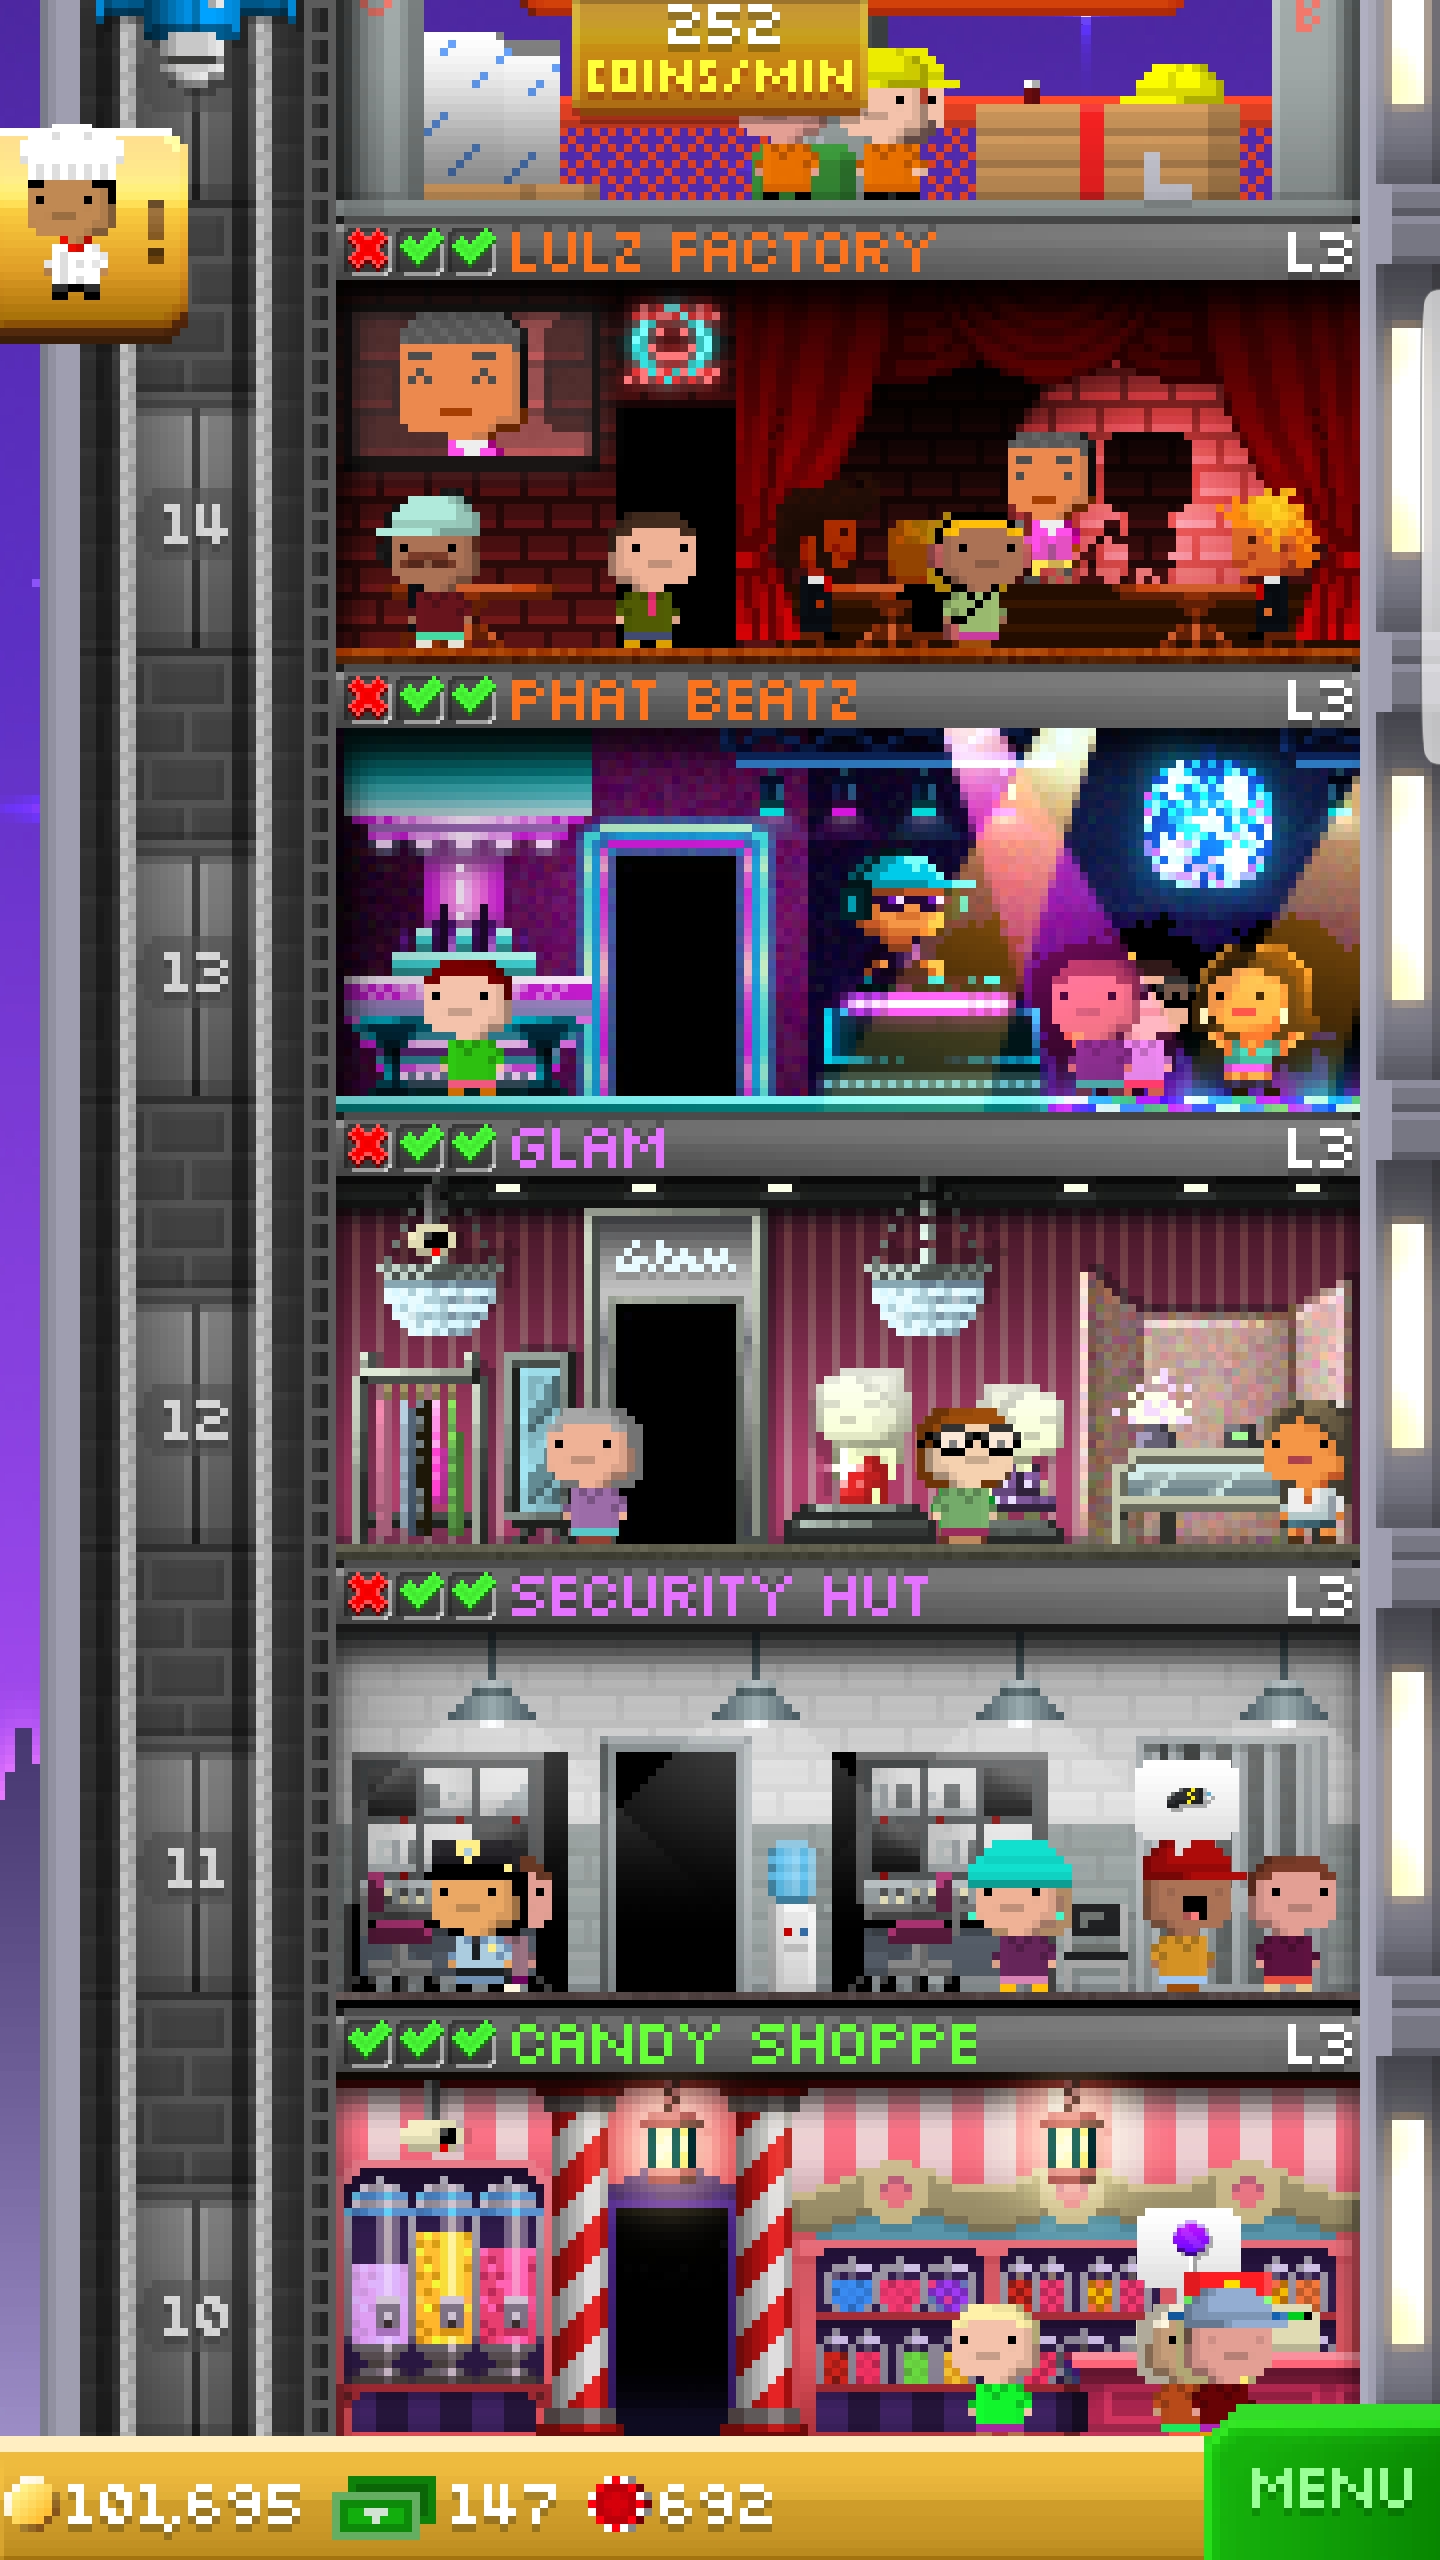 252
COINS/MIN
!
LULZ FACTORY L3
14
PHAT BEATZ L3
13
GLAM L3
Glam
12
SECURITY HUT L3
11
CANDY SHOPPE L3
10
101,695 147 692 MENU